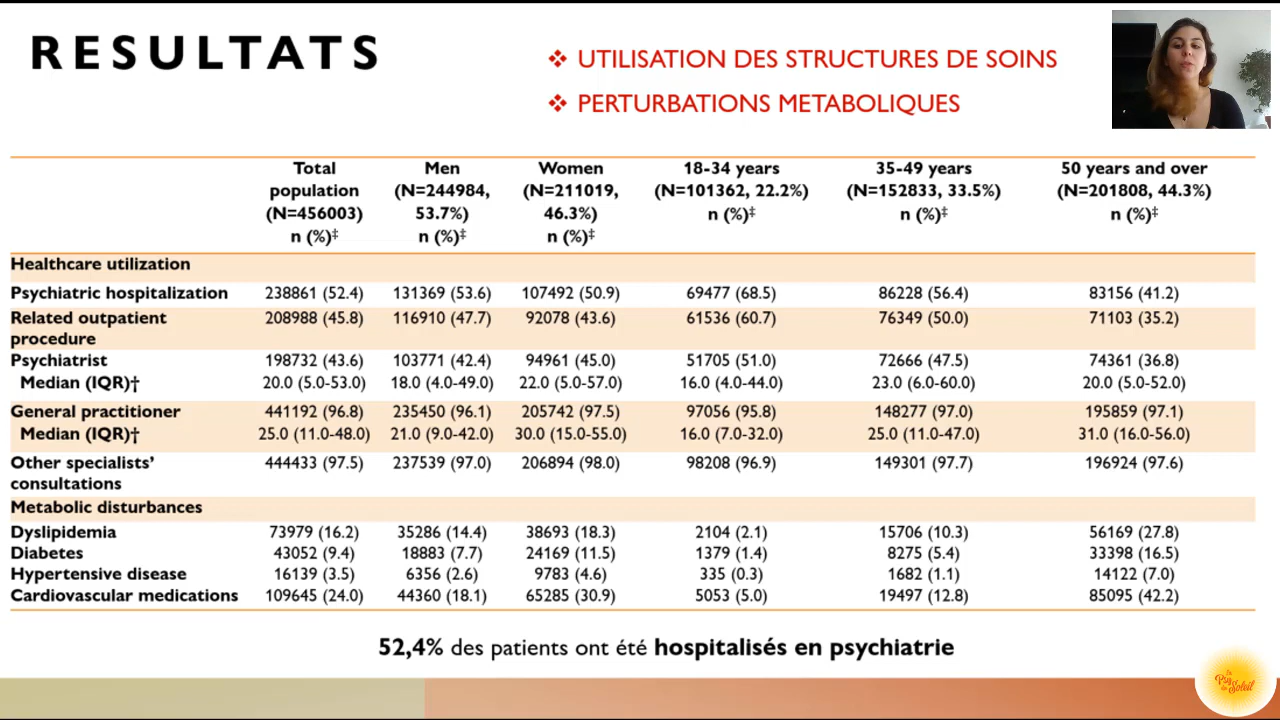 RESULTATS
❖ UTILISATION DES STRUCTURES DE SOINS
❖ PERTURBATIONS METABOLIQUES
Total population (N=456003) n (%)‡ Men (N=244984, 53.7%) n (%)‡ Women (N=211019, 46.3%) n (%)‡ 18-34 years (N=101362, 22.2%) n (%)‡ 35-49 years (N=152833, 33.5%) n (%)‡ 50 years and over (N=201808, 44.3%) n (%)‡
Healthcare utilization
Psychiatric hospitalization 238861 (52.4) 131369 (53.6) 107492 (50.9) 69477 (68.5) 86228 (56.4) 83156 (41.2)
Related outpatient procedure 208988 (45.8) 116910 (47.7) 92078 (43.6) 61536 (60.7) 76349 (50.0) 71103 (35.2)
Psychiatrist 198732 (43.6) 103771 (42.4) 94961 (45.0) 51705 (51.0) 72666 (47.5) 74361 (36.8)
Median (IQR)† 20.0 (5.0-53.0) 18.0 (4.0-49.0) 22.0 (5.0-57.0) 16.0 (4.0-44.0) 23.0 (6.0-60.0) 20.0 (5.0-52.0)
General practitioner 441192 (96.8) 235450 (96.1) 205742 (97.5) 97056 (95.8) 148277 (97.0) 195859 (97.1)
Median (IQR)† 25.0 (11.0-48.0) 21.0 (9.0-42.0) 30.0 (15.0-55.0) 16.0 (7.0-32.0) 25.0 (11.0-47.0) 31.0 (16.0-56.0)
Other specialists' consultations 444433 (97.5) 237539 (97.0) 206894 (98.0) 98208 (96.9) 149301 (97.7) 196924 (97.6)
Metabolic disturbances
Dyslipidemia 73979 (16.2) 35286 (14.4) 38693 (18.3) 2104 (2.1) 15706 (10.3) 56169 (27.8)
Diabetes 43052 (9.4) 18883 (7.7) 24169 (11.5) 1379 (1.4) 8275 (5.4) 33398 (16.5)
Hypertensive disease 16139 (3.5) 6356 (2.6) 9783 (4.6) 335 (0.3) 1682 (1.1) 14122 (7.0)
Cardiovascular medications 109645 (24.0) 44360 (18.1) 65285 (30.9) 5053 (5.0) 19497 (12.8) 85095 (42.2)
52,4% des patients ont été hospitalisés en psychiatrie
Psy
Soleil